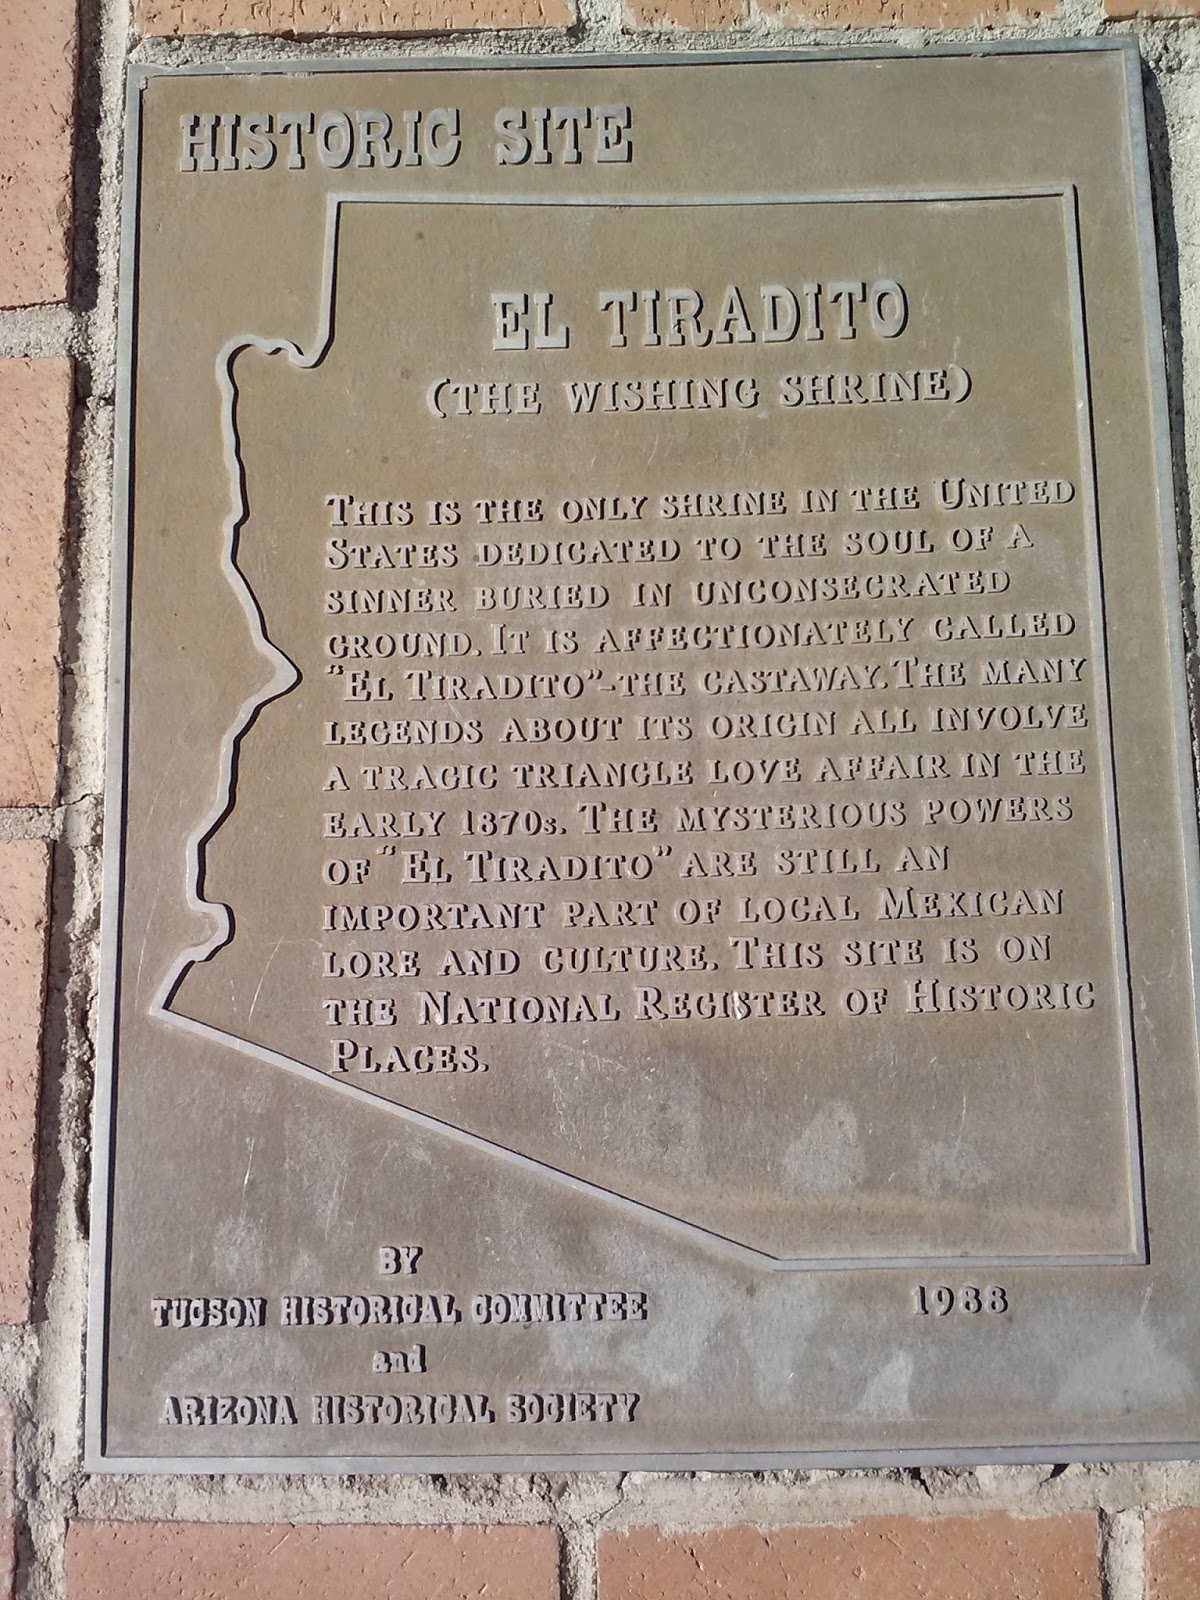 HISTORIC SITE
EL TIRADITO
(THE WISHING SHRINE)
THIS IS THE ONLY SHRINE IN THE UNITED
STATES DEDICATED TO THE SOUL OF A
SINNER BURIED IN UNCONSECRATED
GROUND. IT IS AFFECTIONATELY CALLED
"EL TIRADITO"-THE CASTAWAY. THE MANY
LEGENDS ABOUT ITS ORIGIN ALL INVOLVE
A TRAGIC TRIANGLE LOVE AFFAIR IN THE
EARLY 1870s. THE MYSTERIOUS POWERS
OF "EL TIRADITO" ARE STILL AN
IMPORTANT PART OF LOCAL MEXICAN
LORE AND CULTURE. THIS SITE IS ON
THE NATIONAL REGISTER OF HISTORIC
PLACES.
BY
TUCSON HISTORICAL COMMITTEE
and
ARIZONA HISTORICAL SOCIETY
1988